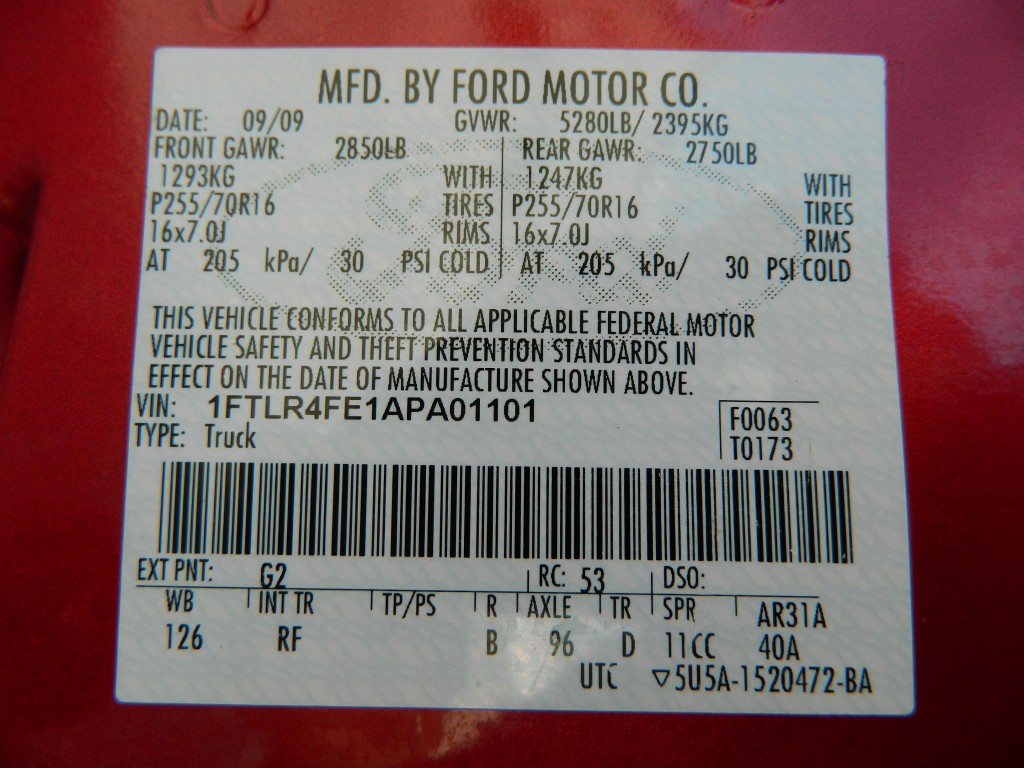 MFD. BY FORD MOTOR CO.
DATE: 09/09 GVWR: 5280LB/ 2395KG
FRONT GAWR: 2850LB REAR GAWR: 2750LB
1293KG WITH 1247KG WITH
P255/70R16 TIRES P255/70R16 TIRES
16x7.0J RIMS 16x7.0J RIMS
AT 205 kPa/ 30 PSI COLD AT 205 kPa/ 30 PSI COLD
Ford
THIS VEHICLE CONFORMS TO ALL APPLICABLE FEDERAL MOTOR
VEHICLE SAFETY AND THEFT PREVENTION STANDARDS IN
EFFECT ON THE DATE OF MANUFACTURE SHOWN ABOVE.
VIN: 1FTLR4FE1APA01101 F0063
TYPE: Truck T0173
EXT PNT: G2 RC: 53 DSO:
WB INT TR TP/PS R AXLE TR SPR AR31A
126 RF B 96 D 11CC 40A
UTC ▽5U5A-1520472-BA